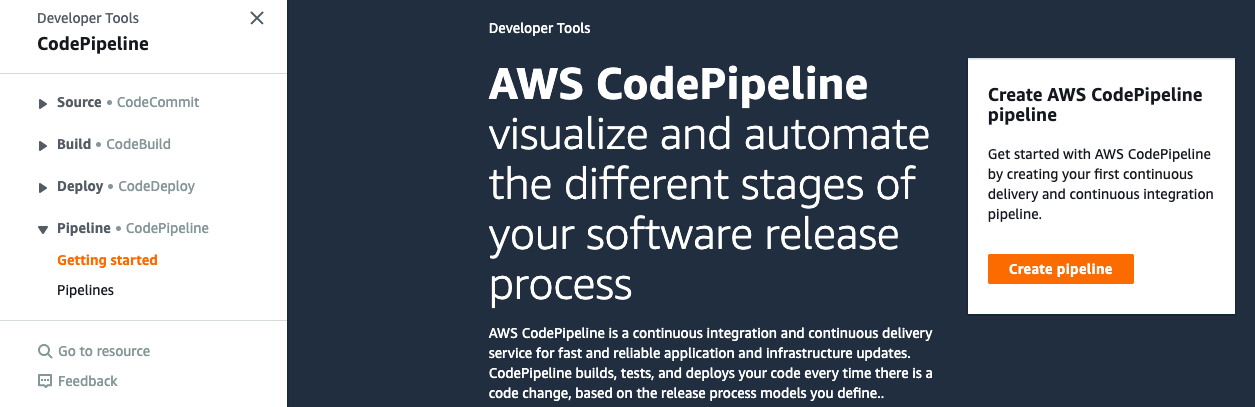 Developer Tools
CodePipeline
Source • CodeCommit
Build • CodeBuild
Deploy • CodeDeploy
Pipeline • CodePipeline
Getting started
Pipelines
Go to resource
Feedback
Developer Tools
AWS CodePipeline
visualize and automate
the different stages of
your software release
process
AWS CodePipeline is a continuous integration and continuous delivery
service for fast and reliable application and infrastructure updates.
CodePipeline builds, tests, and deploys your code every time there is a
code change, based on the release process models you define..
Create AWS CodePipeline
pipeline
Get started with AWS CodePipeline
by creating your first continuous
delivery and continuous integration
pipeline.
Create pipeline